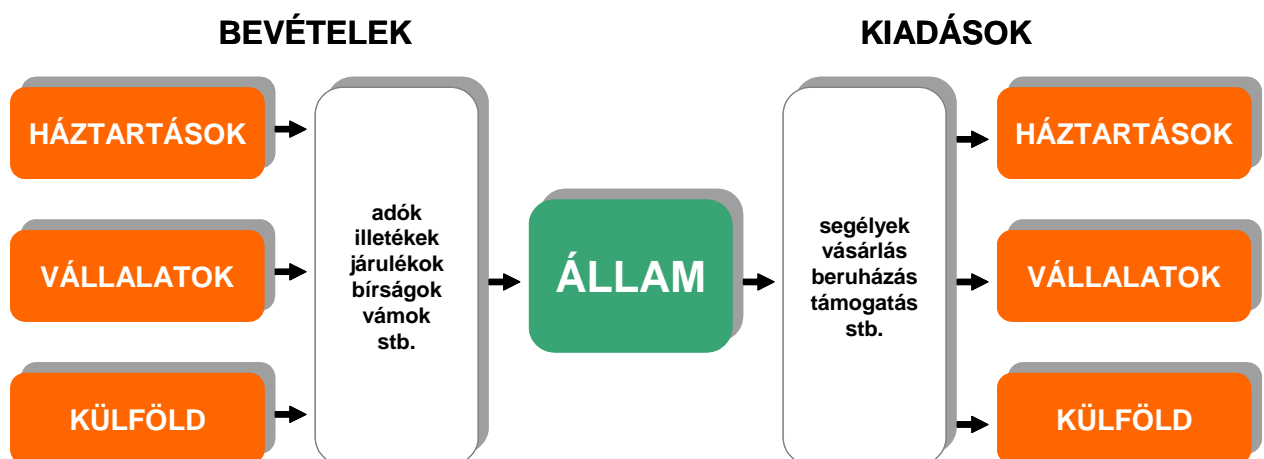 BEVÉTELEK
KIADÁSOK
HÁZTARTÁSOK
VÁLLALATOK
KÜLFÖLD
adók
illetékek
járulékok
bírságok
vámok
stb.
ÁLLAM
segélyek
vásárlás
beruházás
támogatás
stb.
HÁZTARTÁSOK
VÁLLALATOK
KÜLFÖLD